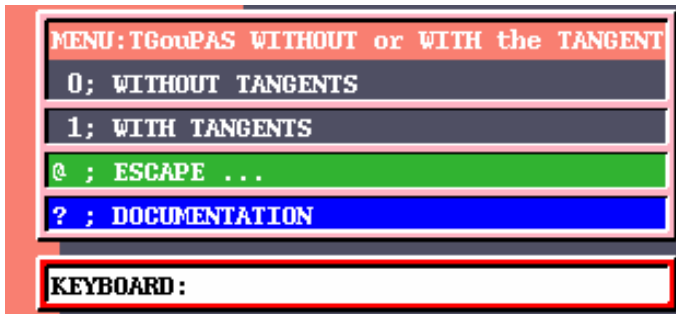 MENU:TGouPAS WITHOUT or WITH the TANGENT
0; WITHOUT TANGENTS
1; WITH TANGENTS
@ ; ESCAPE ...
? ; DOCUMENTATION
KEYBOARD: